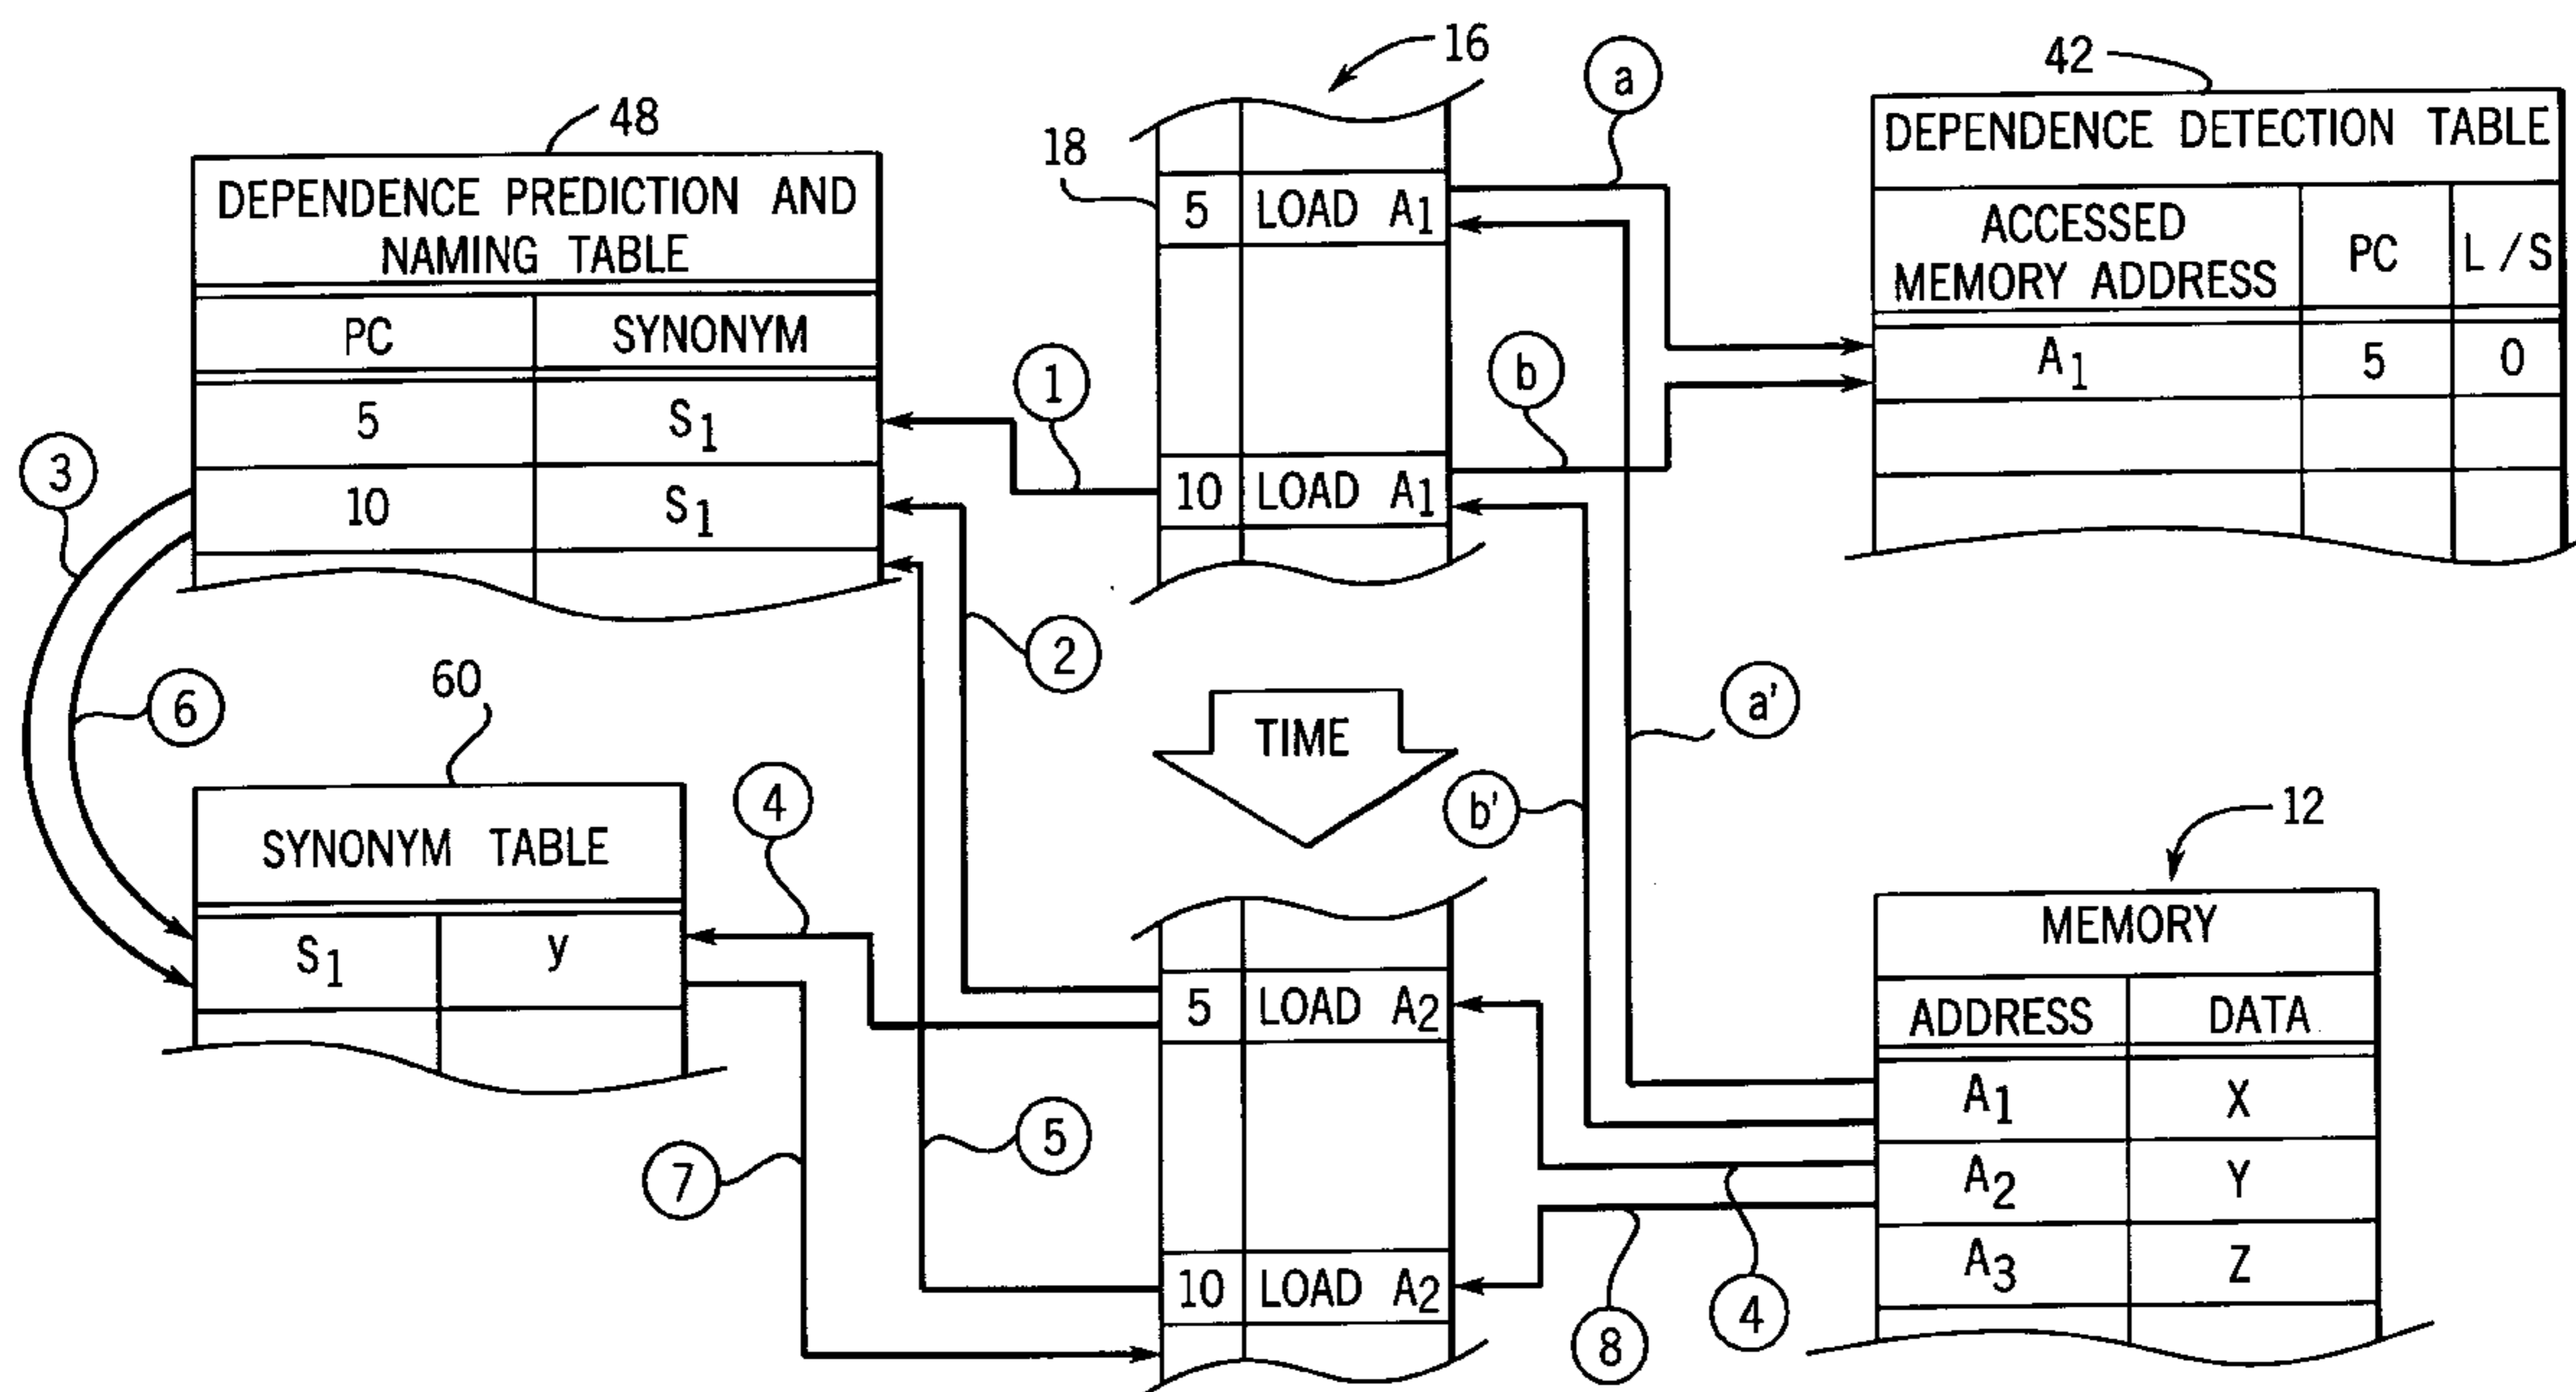 16
a
42
48
18
DEPENDENCE PREDICTION AND
NAMING TABLE
PC SYNONYM
5 S1
10 S1
5 LOAD A1
10 LOAD A1
DEPENDENCE DETECTION TABLE
ACCESSED
MEMORY ADDRESS PC L/S
A1 5 0
1
b
3
2
6
60
TIME
a'
4
b'
12
SYNONYM TABLE
S1 y
5 LOAD A2
10 LOAD A2
MEMORY
ADDRESS DATA
A1 X
A2 Y
A3 Z
5
7
4
8